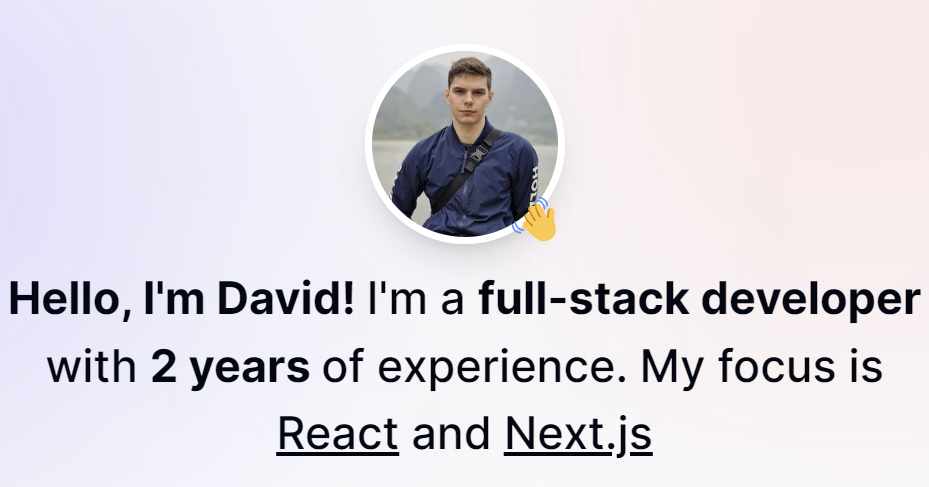 Hello, I'm David! I'm a full-stack developer
with 2 years of experience. My focus is
React and Next.js